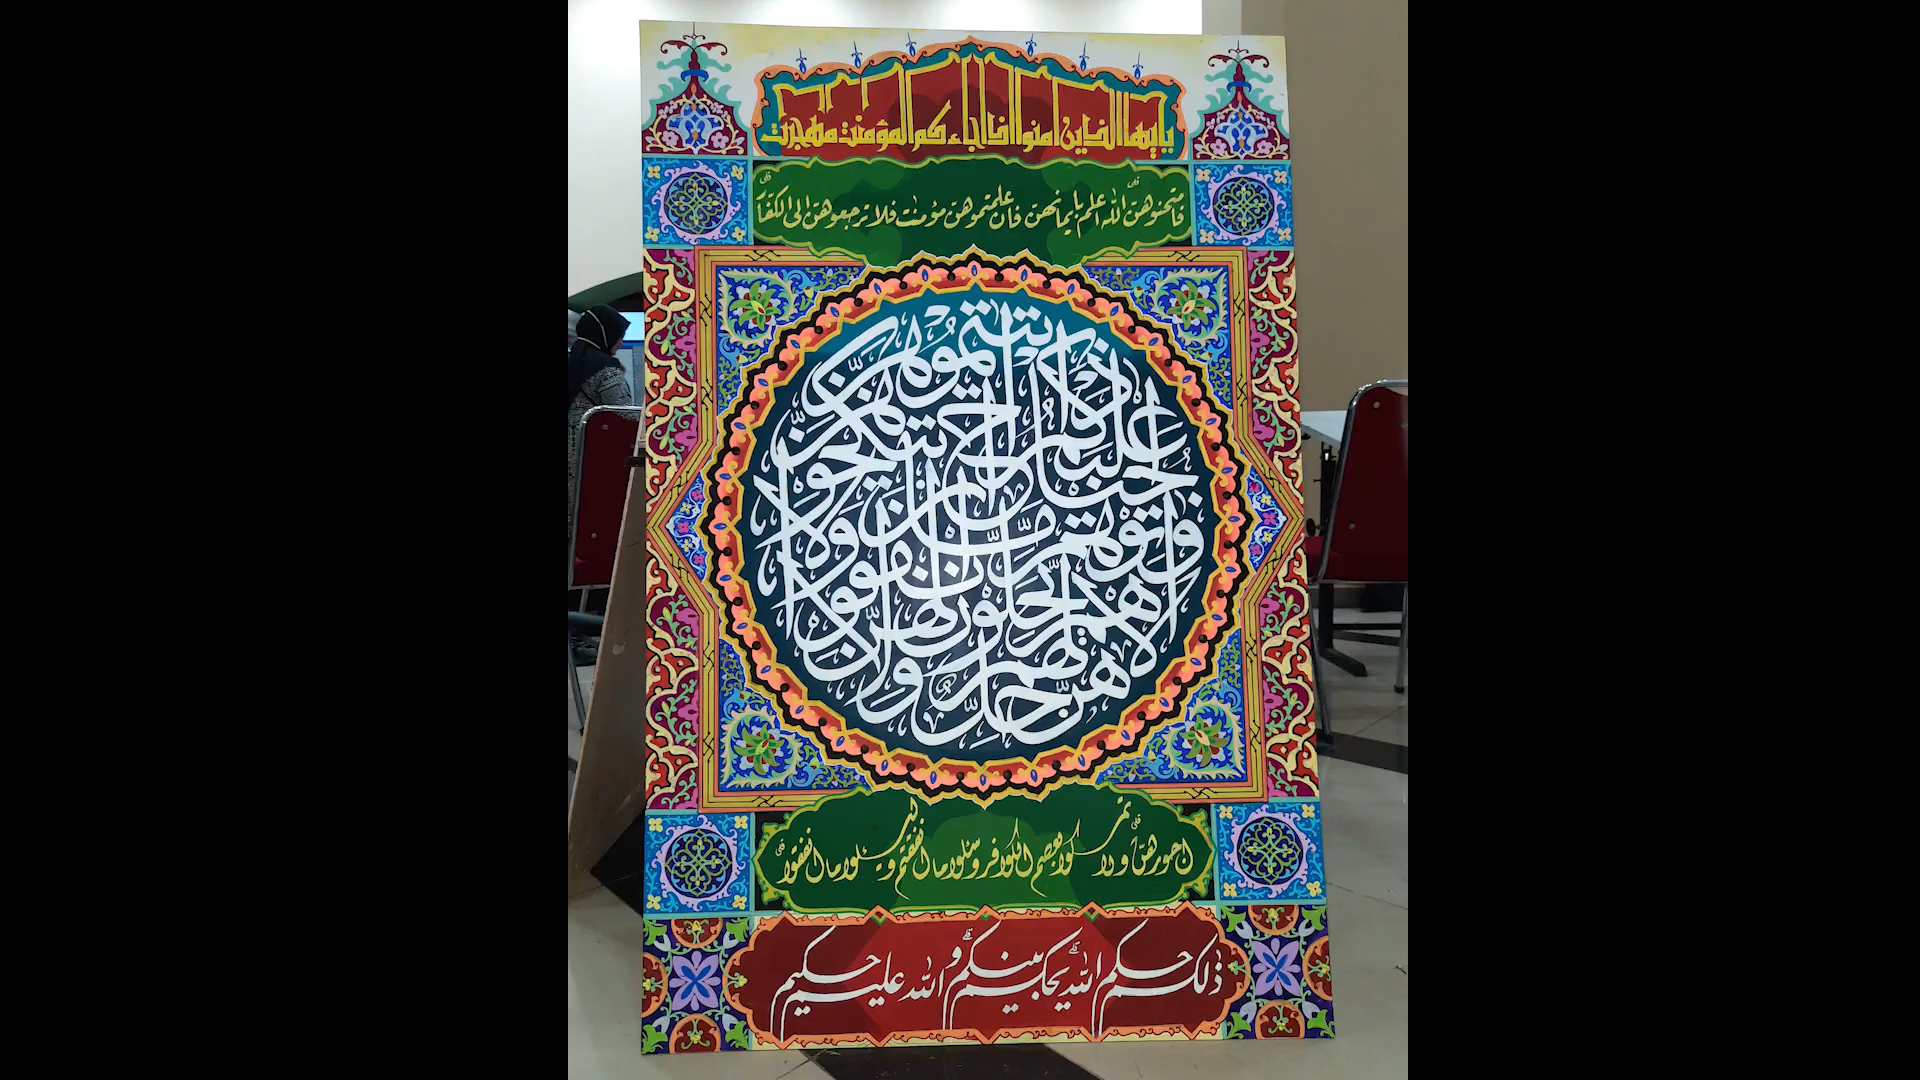 يايها الذين امنوا اذا جاءكم المؤمنت مهجرت
فامتحنوهن ۖ الله اعلم بايمانهن فان علمتموهن مؤمنت فلا ترجعوهن الى الكفار ۖ
لا هن حل لهم ولا هم يحلون لهن واتوهم ما انفقوا ولا جناح عليكم ان تنكحوهن اذا اتيتموهن
اجورهن ۗ ولا تمسكوا بعصم الكوافر وسئلوا ما انفقتم وليسئلوا ما انفقوا ۗ
ذلكم حكم الله ۗ يحكم بينكم ۗ والله عليم حكيم